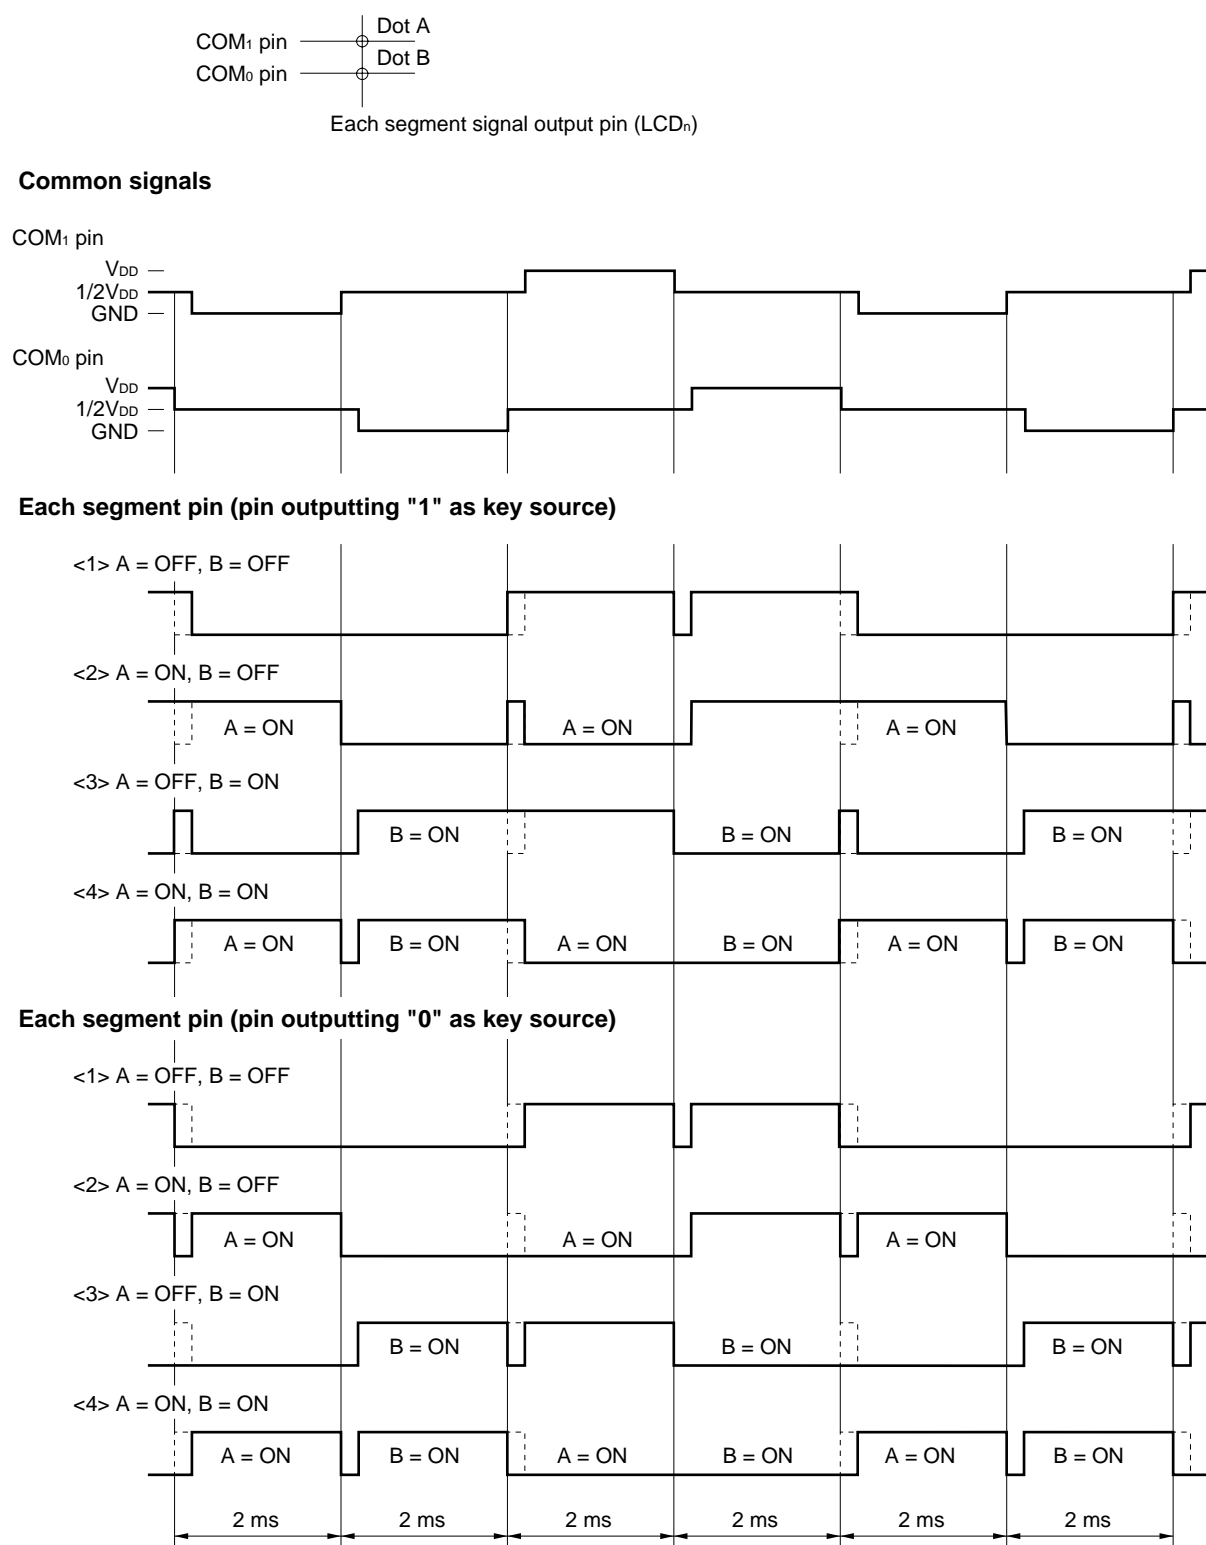 Dot A
COM1 pin
Dot B
COM0 pin
Each segment signal output pin (LCDn)
Common signals
COM1 pin
VDD
1/2VDD
GND
COM0 pin
VDD
1/2VDD
GND
Each segment pin (pin outputting "1" as key source)
<1> A = OFF, B = OFF
<2> A = ON, B = OFF
A = ON A = ON A = ON
<3> A = OFF, B = ON
B = ON B = ON B = ON
<4> A = ON, B = ON
A = ON B = ON A = ON B = ON A = ON B = ON
Each segment pin (pin outputting "0" as key source)
<1> A = OFF, B = OFF
<2> A = ON, B = OFF
A = ON A = ON A = ON
<3> A = OFF, B = ON
B = ON B = ON B = ON
<4> A = ON, B = ON
A = ON B = ON A = ON B = ON A = ON B = ON
2 ms 2 ms 2 ms 2 ms 2 ms 2 ms